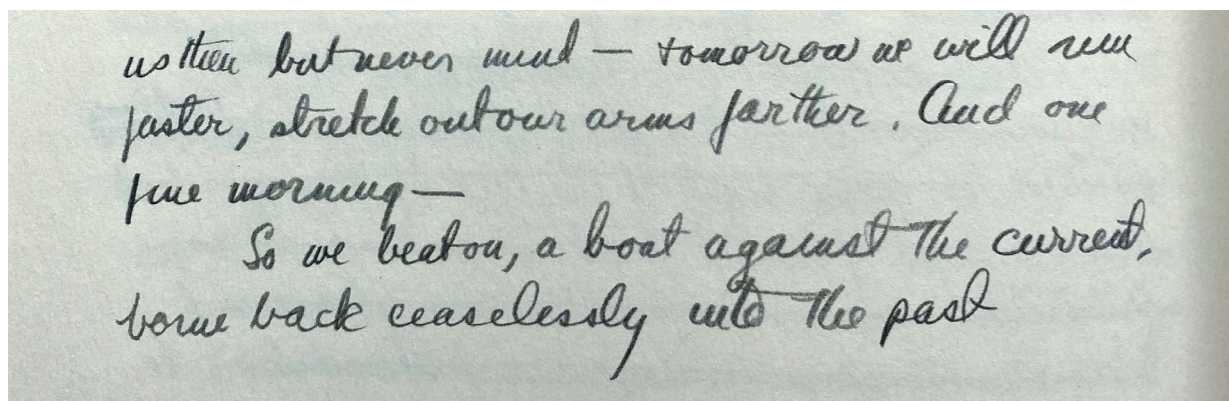 us then but never mind — tomorrow we will run
faster, stretch out our arms farther. And one
fine morning —
So we beat on, a boat against the current,
borne back ceaselessly into the past